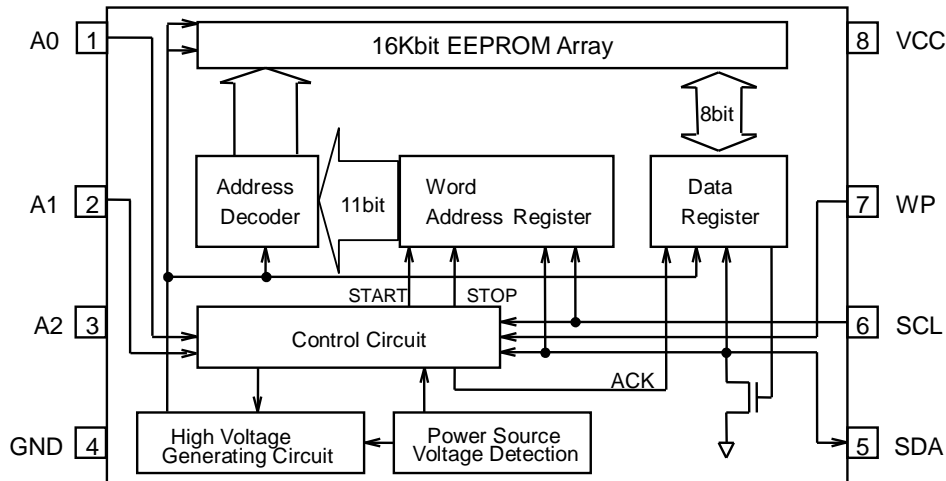 A0
1
16Kbit EEPROM Array
8
VCC
8bit
A1
2
Address
Decoder
11bit
Word
Address Register
Data
Register
7
WP
START
STOP
A2
3
Control Circuit
6
SCL
ACK
GND
4
High Voltage
Generating Circuit
Power Source
Voltage Detection
5
SDA